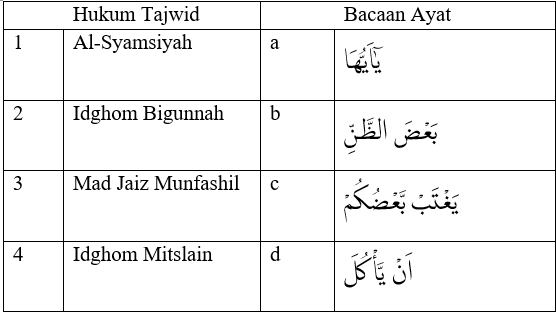 Hukum Tajwid Bacaan Ayat
1 Al-Syamsiyah a يٰٓاَيُّهَا
2 Idghom Bigunnah b بَعْضَ الظَّنِّ
3 Mad Jaiz Munfashil c يَغْتَبْ بَّعْضُكُمْ
4 Idghom Mitslain d اَنْ يَّأْكُلَ